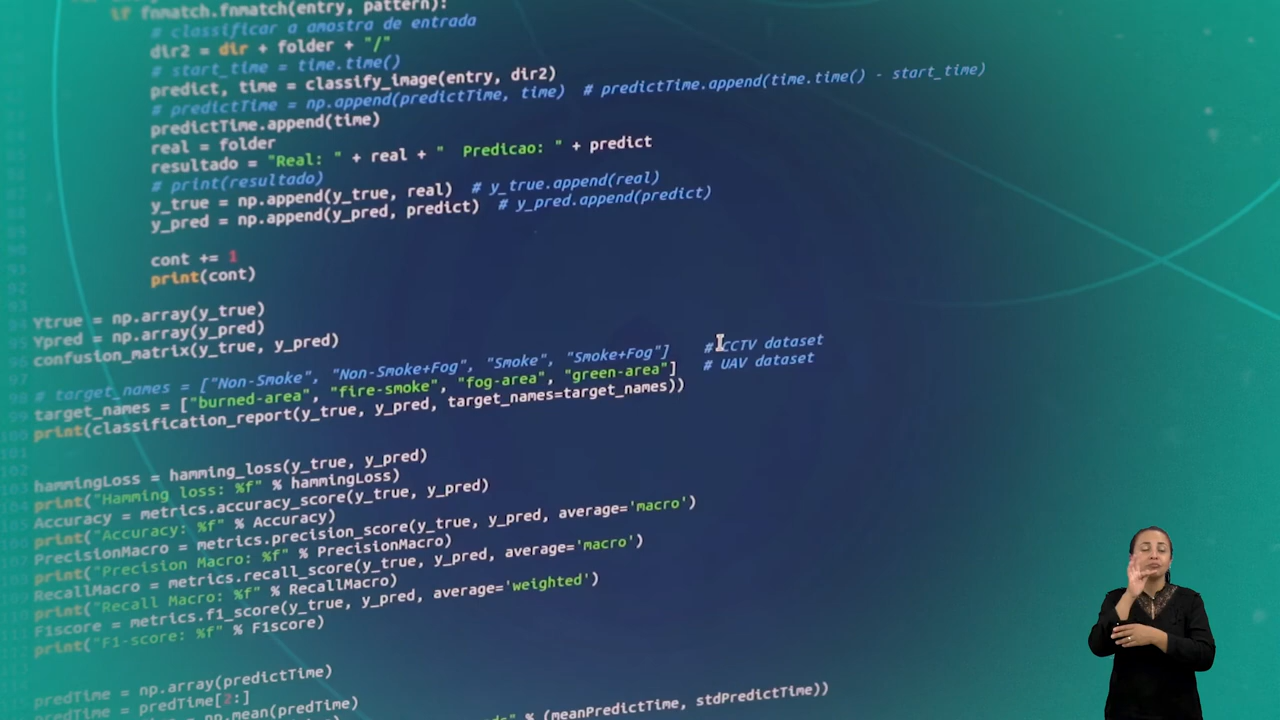 if fnmatch.fnmatch(entry, pattern):
# classificar a amostra de entrada
dir2 = dir + folder + "/"
# start_time = time.time()
predict, time = classify_image(entry, dir2)
# predictTime = np.append(predictTime, time)  # predictTime.append(time.time() - start_time)
predictTime.append(time)
real = folder
resultado = "Real: " + real + "  Predicao: " + predict
# print(resultado)
y_true = np.append(y_true, real)  # y_true.append(real)
y_pred = np.append(y_pred, predict)  # y_pred.append(predict)
cont += 1
print(cont)
Ytrue = np.array(y_true)
Ypred = np.array(y_pred)
confusion_matrix(y_true, y_pred)
# target_names = ["Non-Smoke", "Non-Smoke+Fog", "Smoke", "Smoke+Fog"]  # CCTV dataset
target_names = ["burned-area", "fire-smoke", "fog-area", "green-area"]  # UAV dataset
print(classification_report(y_true, y_pred, target_names=target_names))
hammingLoss = hamming_loss(y_true, y_pred)
print("Hamming loss: %f" % hammingLoss)
Accuracy = metrics.accuracy_score(y_true, y_pred)
print("Accuracy: %f" % Accuracy)
PrecisionMacro = metrics.precision_score(y_true, y_pred, average='macro')
print("Precision Macro: %f" % PrecisionMacro)
RecallMacro = metrics.recall_score(y_true, y_pred, average='macro')
print("Recall Macro: %f" % RecallMacro)
F1score = metrics.f1_score(y_true, y_pred, average='weighted')
print("F1-score: %f" % F1score)
predTime = np.array(predictTime)
predTime = predTime[2:]
= np.mean(predTime)
" % (meanPredictTime, stdPredictTime))